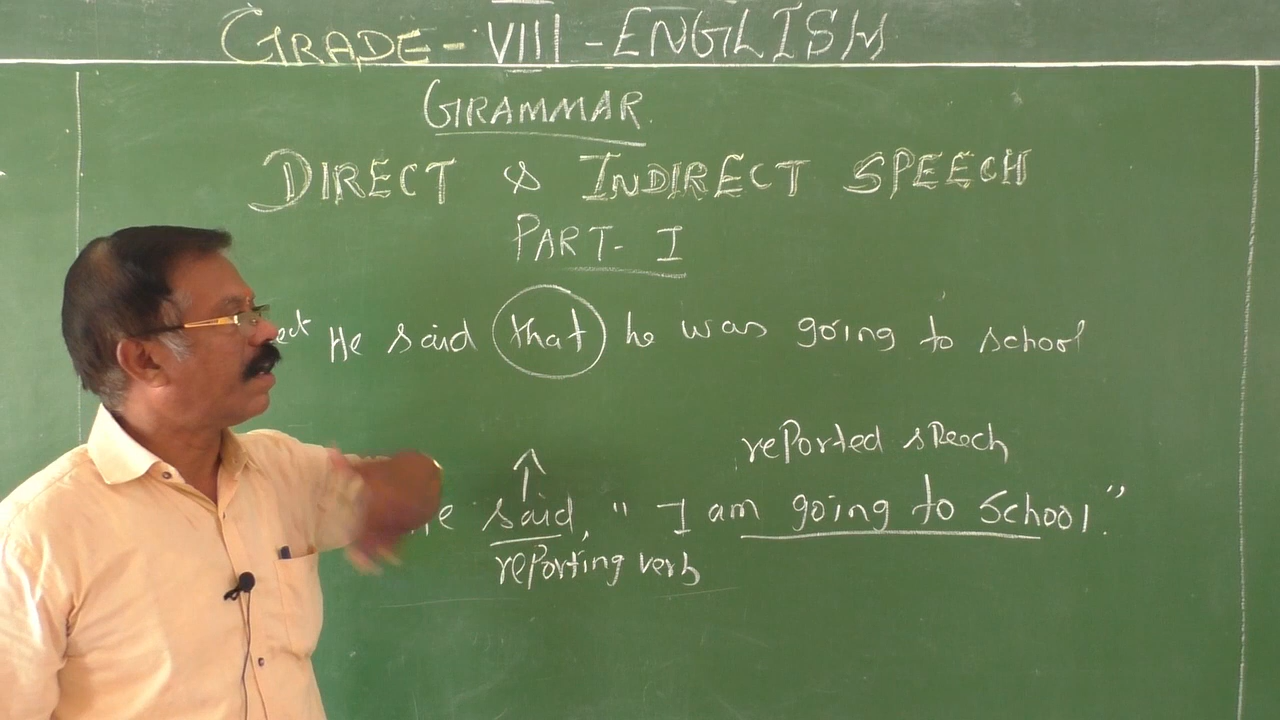 GRADE - VIII - ENGLISH
GRAMMAR.
DIRECT & INDIRECT SPEECH
PART - I
He said that he was going to school
reported speech
said, " I am going to School."
reporting verb